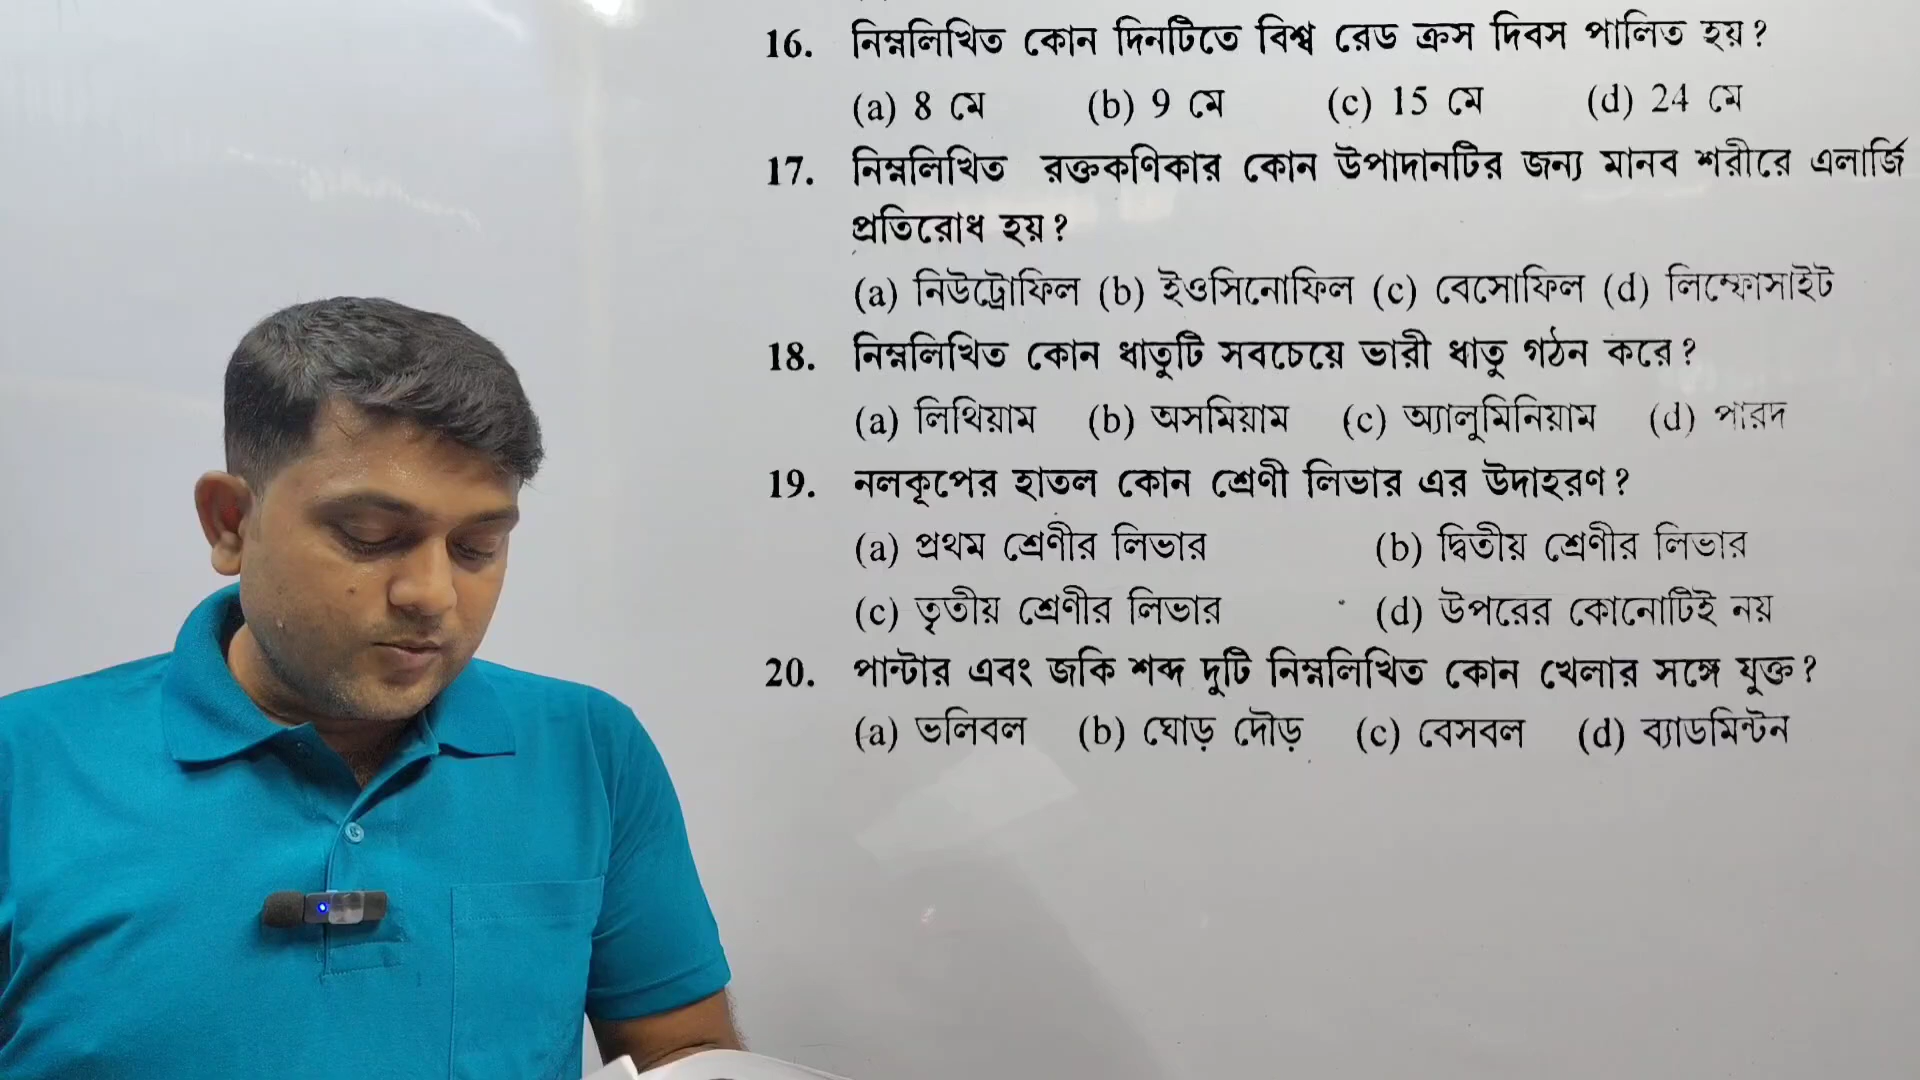 16. নিম্নলিখিত কোন দিনটিতে বিশ্ব রেড ক্রস দিবস পালিত হয়?
(a) 8 মে (b) 9 মে (c) 15 মে (d) 24 মে
17. নিম্নলিখিত রক্তকণিকার কোন উপাদানটির জন্য মানব শরীরে এলার্জি
প্রতিরোধ হয়?
(a) নিউট্রোফিল (b) ইওসিনোফিল (c) বেসোফিল (d) লিম্ফোসাইট
18. নিম্নলিখিত কোন ধাতুটি সবচেয়ে ভারী ধাতু গঠন করে?
(a) লিথিয়াম (b) অসমিয়াম (c) অ্যালুমিনিয়াম (d) পারদ
19. নলকূপের হাতল কোন শ্রেণী লিভার এর উদাহরণ?
(a) প্রথম শ্রেণীর লিভার (b) দ্বিতীয় শ্রেণীর লিভার
(c) তৃতীয় শ্রেণীর লিভার (d) উপরের কোনোটিই নয়
20. পান্টার এবং জকি শব্দ দুটি নিম্নলিখিত কোন খেলার সঙ্গে যুক্ত?
(a) ভলিবল (b) ঘোড় দৌড় (c) বেসবল (d) ব্যাডমিন্টন